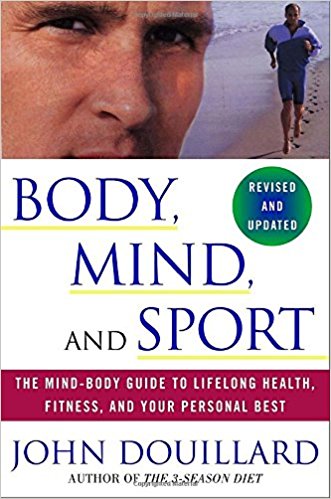 BODY,
MIND,
AND SPORT
REVISED
AND
UPDATED
THE MIND-BODY GUIDE TO LIFELONG HEALTH,
FITNESS, AND YOUR PERSONAL BEST
JOHN DOUILLARD
AUTHOR OF THE 3-SEASON DIET